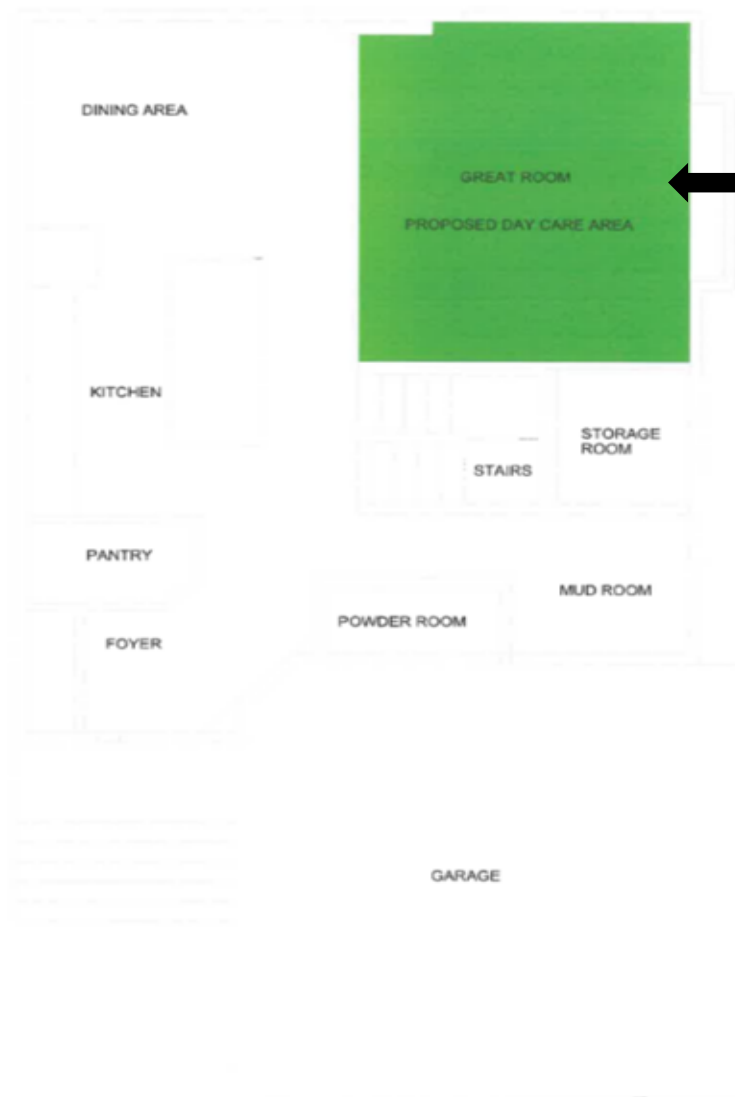 DINING AREA
GREAT ROOM
PROPOSED DAY CARE AREA
KITCHEN
STORAGE
ROOM
STAIRS
PANTRY
MUD ROOM
POWDER ROOM
FOYER
GARAGE